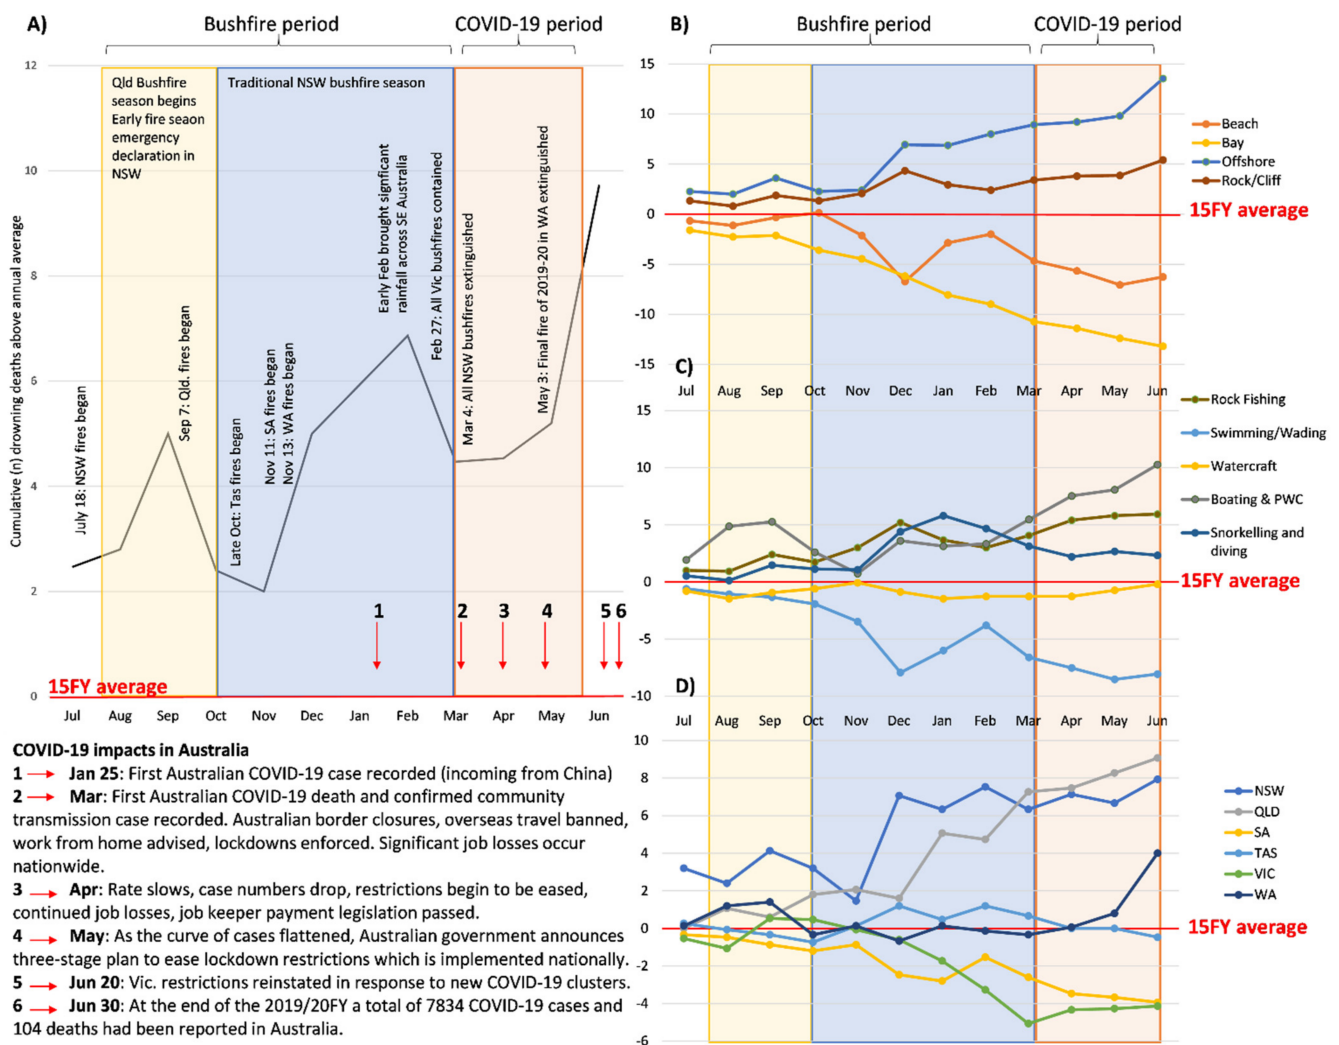 A)
Bushfire period
COVID-19 period
Cumulative (n) drowning deaths above annual average
12
10
8
6
4
2
0
Qld Bushfire
season begins
Early fire seaon
emergency
declaration in
NSW
Traditional NSW bushfire season
July 18: NSW fires began
Sep 7: Qld. fires began
Late Oct: Tas fires began
Nov 11: SA fires began
Nov 13: WA fires began
Early Feb brought signficant
rainfall across SE Australia
Feb 27: All Vic bushfires contained
Mar 4: All NSW bushfires extinguished
May 3: Final fire of 2019-20 in WA extinguished
1 2 3 4 5 6
15FY average
Jul Aug Sep Oct Nov Dec Jan Feb Mar Apr May Jun
COVID-19 impacts in Australia
1 → Jan 25: First Australian COVID-19 case recorded (incoming from China)
2 → Mar: First Australian COVID-19 death and confirmed community
transmission case recorded. Australian border closures, overseas travel banned,
work from home advised, lockdowns enforced. Significant job losses occur
nationwide.
3 → Apr: Rate slows, case numbers drop, restrictions begin to be eased,
continued job losses, job keeper payment legislation passed.
4 → May: As the curve of cases flattened, Australian government announces
three-stage plan to ease lockdown restrictions which is implemented nationally.
5 → Jun 20: Vic. restrictions reinstated in response to new COVID-19 clusters.
6 → Jun 30: At the end of the 2019/20FY a total of 7834 COVID-19 cases and
104 deaths had been reported in Australia.
B)
Bushfire period
COVID-19 period
15
10
5
0
-5
-10
-15
Beach
Bay
Offshore
Rock/Cliff
15FY average
C)
Jul Aug Sep Oct Nov Dec Jan Feb Mar Apr May Jun
15
10
5
0
-5
-10
Rock Fishing
Swimming/Wading
Watercraft
Boating & PWC
Snorkelling and
diving
15FY average
D)
Jul Aug Sep Oct Nov Dec Jan Feb Mar Apr May Jun
10
8
6
4
2
0
-2
-4
-6
NSW
QLD
SA
TAS
VIC
WA
15FY average